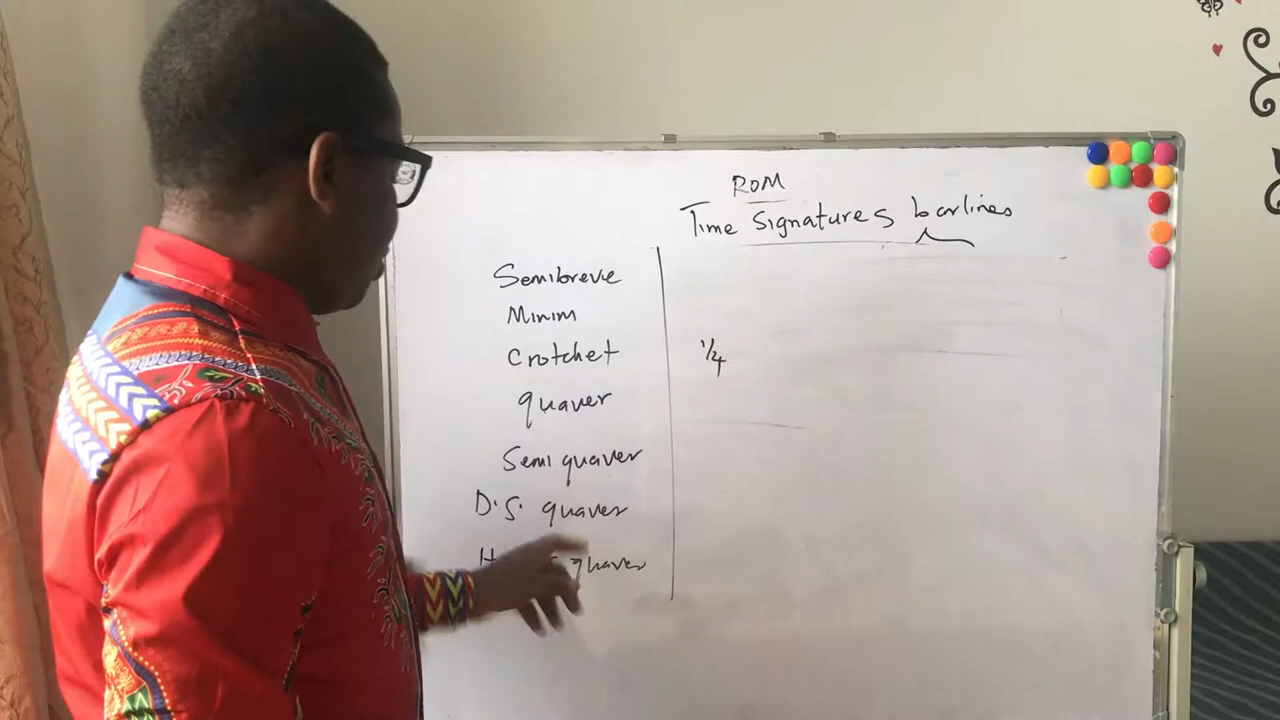 ROM
Time Signatures barlines
Semibreve
Minim
Crotchet 1/4
quaver
Semi quaver
D.S. quaver
quaver